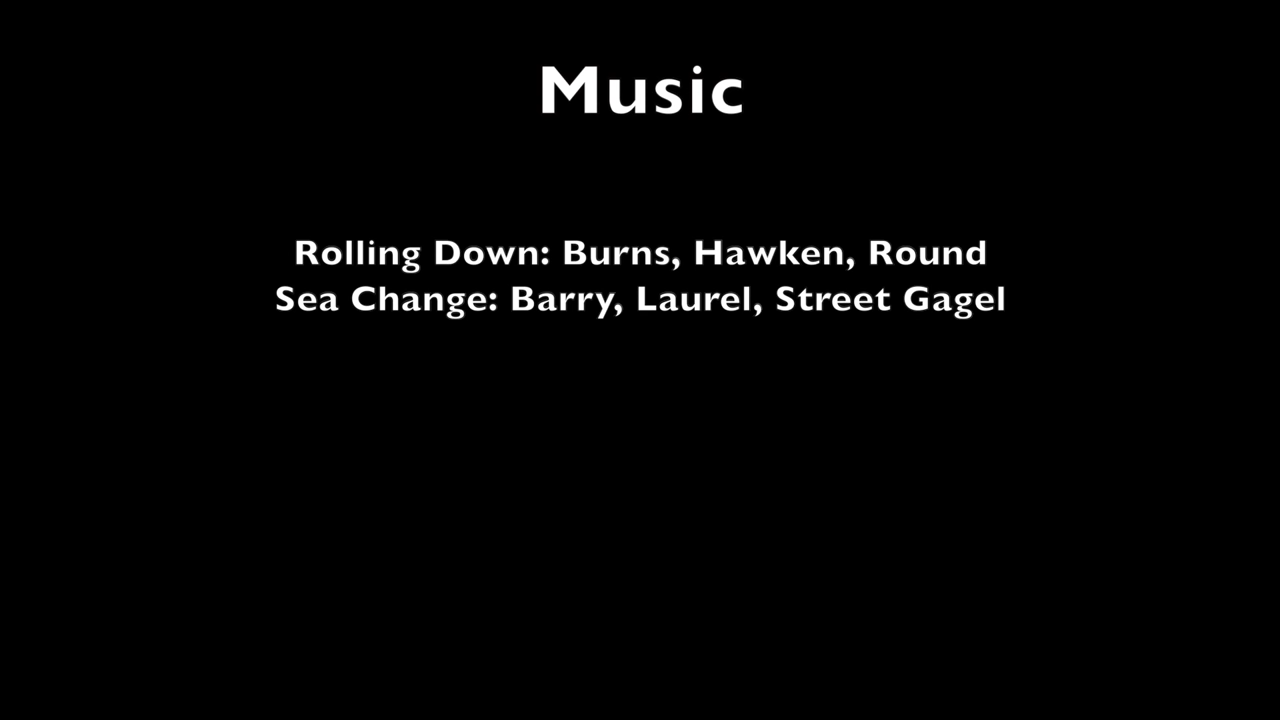 Music
Rolling Down: Burns, Hawken, Round
Sea Change: Barry, Laurel, Street Gagel